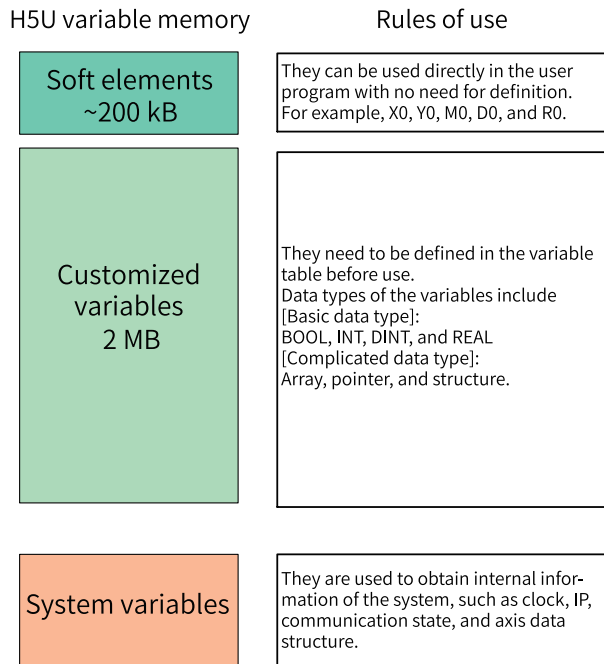 H5U variable memory
Rules of use
Soft elements
~200 kB
They can be used directly in the user
program with no need for definition.
For example, X0, Y0, M0, D0, and R0.
Customized
variables
2 MB
They need to be defined in the variable
table before use.
Data types of the variables include
[Basic data type]:
BOOL, INT, DINT, and REAL
[Complicated data type]:
Array, pointer, and structure.
System variables
They are used to obtain internal infor-
mation of the system, such as clock, IP,
communication state, and axis data
structure.